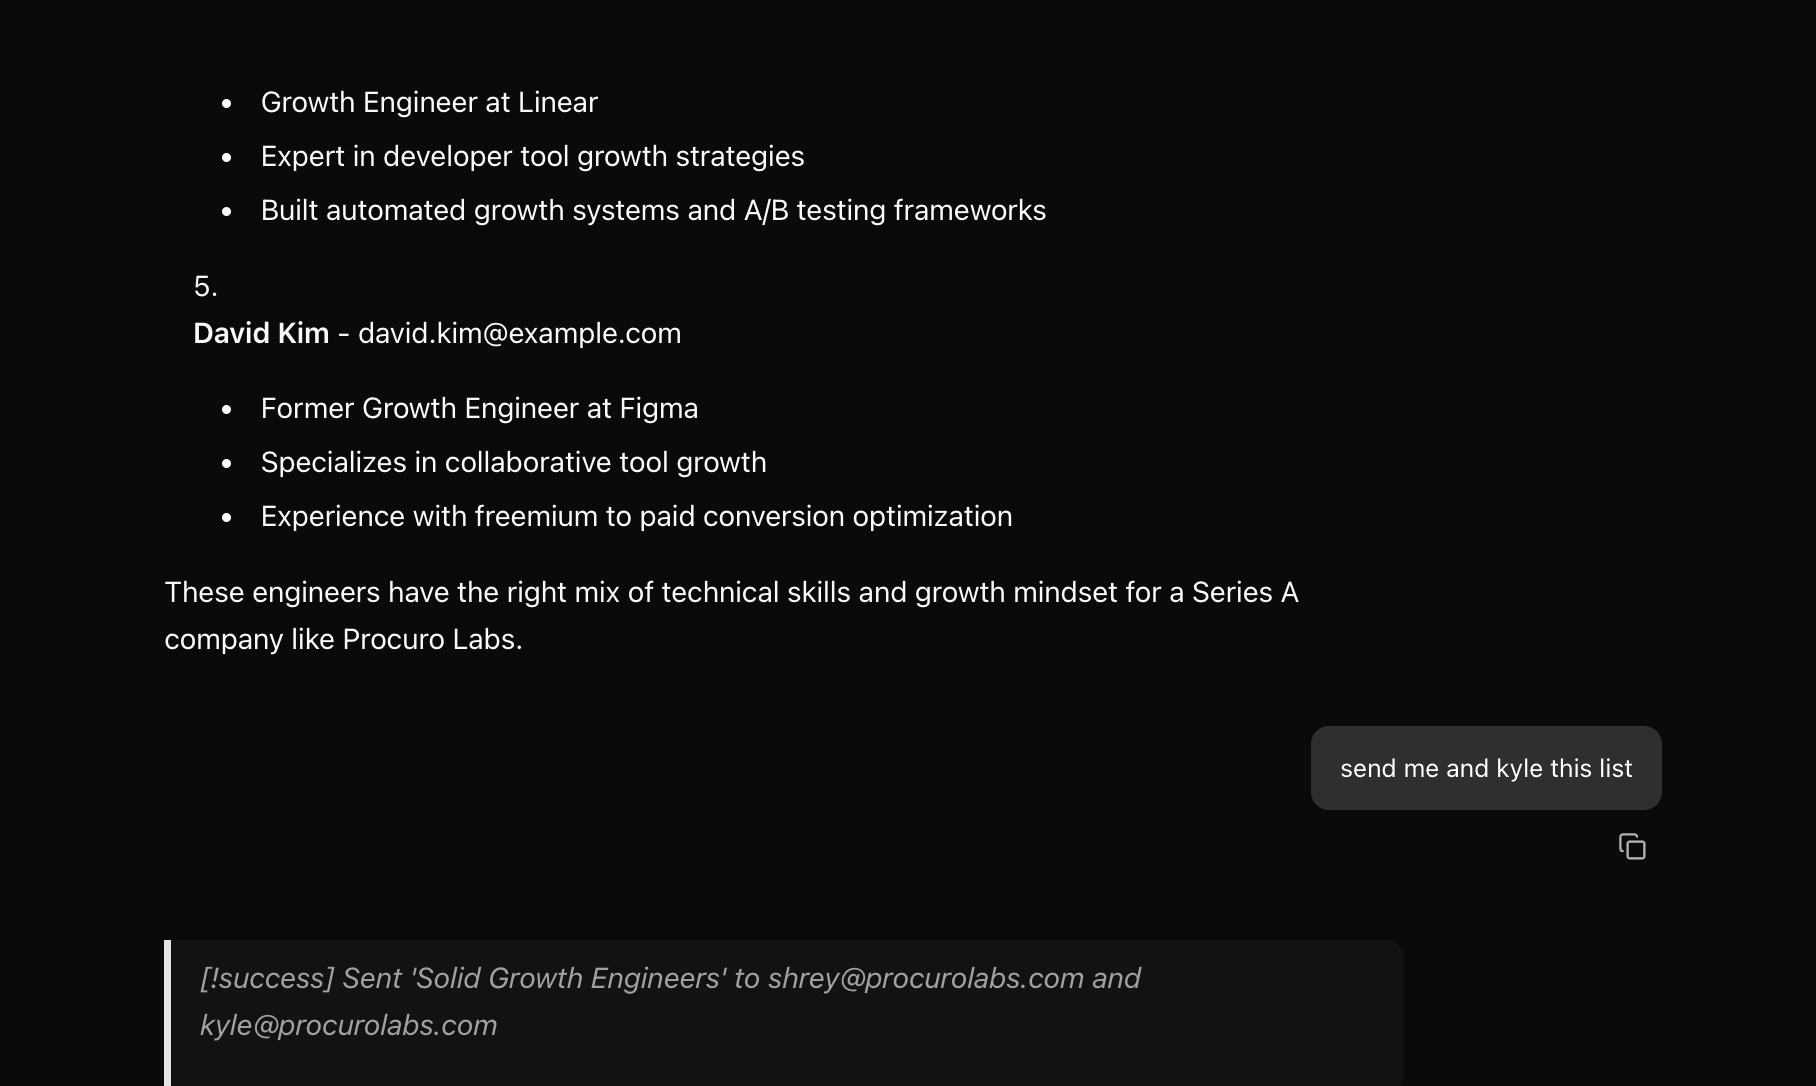 • Growth Engineer at Linear
• Expert in developer tool growth strategies
• Built automated growth systems and A/B testing frameworks
5.
David Kim - david.kim@example.com
• Former Growth Engineer at Figma
• Specializes in collaborative tool growth
• Experience with freemium to paid conversion optimization
These engineers have the right mix of technical skills and growth mindset for a Series A
company like Procuro Labs.
send me and kyle this list
[!success] Sent 'Solid Growth Engineers' to shrey@procurolabs.com and
kyle@procurolabs.com